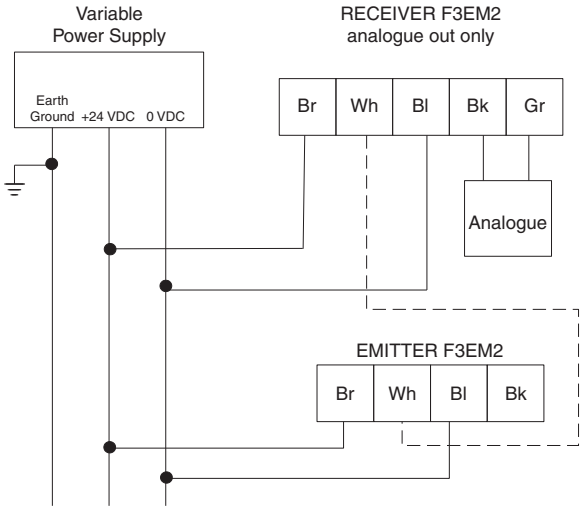 Variable
Power Supply
Earth
Ground +24 VDC 0 VDC
RECEIVER F3EM2
analogue out only
Br Wh Bl Bk Gr
Analogue
EMITTER F3EM2
Br Wh Bl Bk